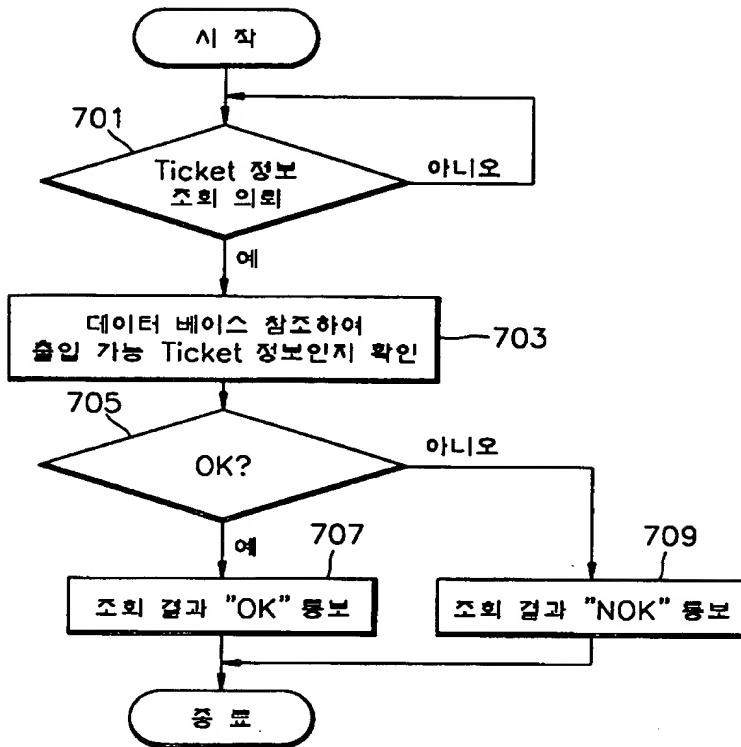 시 작
701
Ticket 정보
조회 의뢰
아니오
예
데이터 베이스 참조하여
출입 가능 Ticket 정보인지 확인
703
705
OK?
아니오
예
707
709
조회 결과 "OK" 통보
조회 결과 "NOK" 통보
종 료